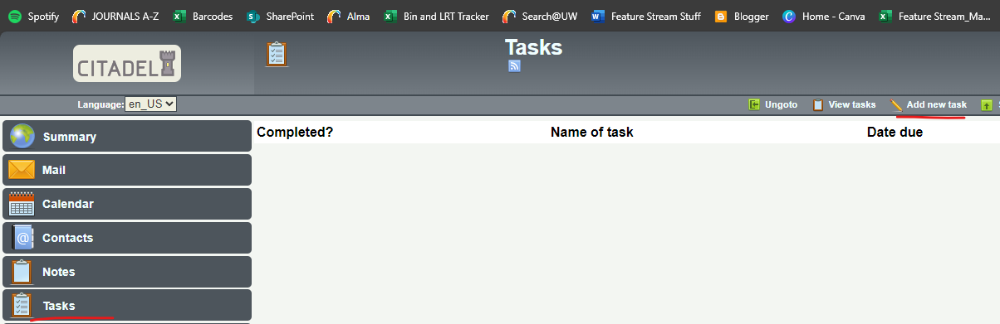 Spotify JOURNALS A-Z Barcodes SharePoint Alma Bin and LRT Tracker Search@UW Feature Stream Stuff Blogger Home - Canva Feature Stream_Ma...
CITADEL
Tasks
Language: en_US
Ungoto View tasks Add new task
Summary
Completed? Name of task Date due
Mail
Calendar
Contacts
Notes
Tasks